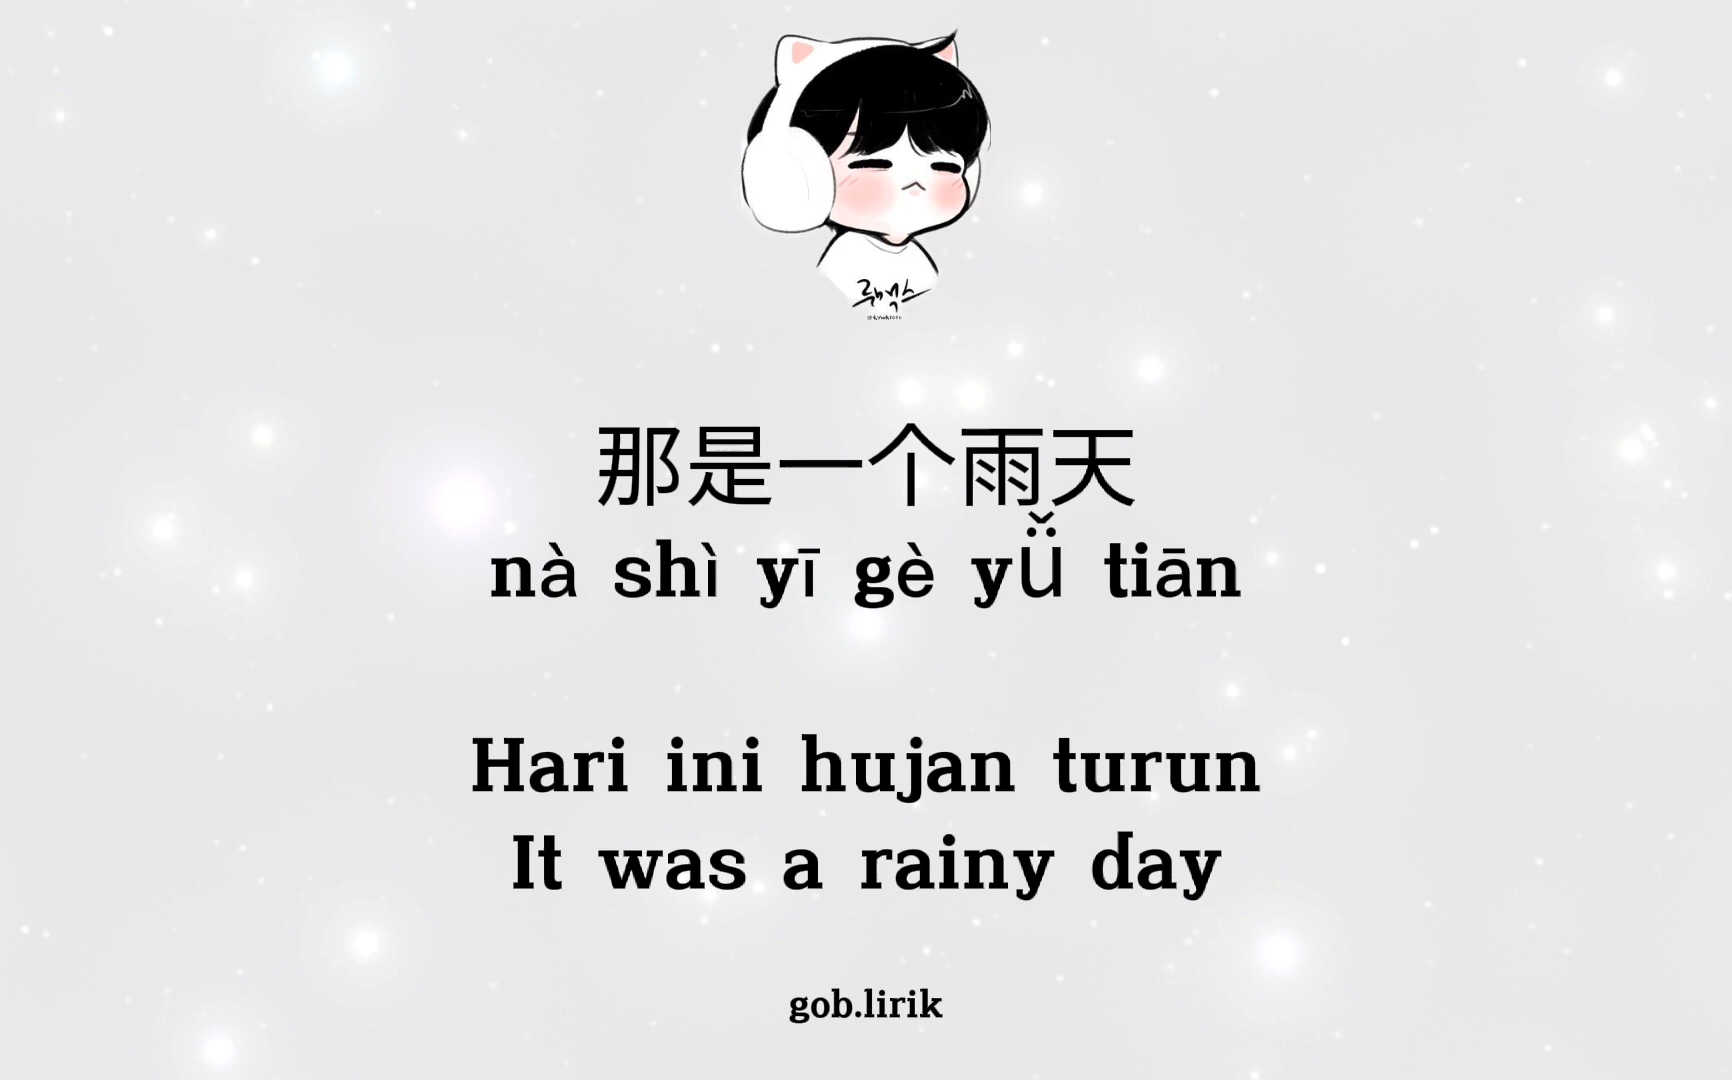 那是一个雨天
nà shì yī gè yǚ tiān
Hari ini hujan turun
It was a rainy day
gob.lirik